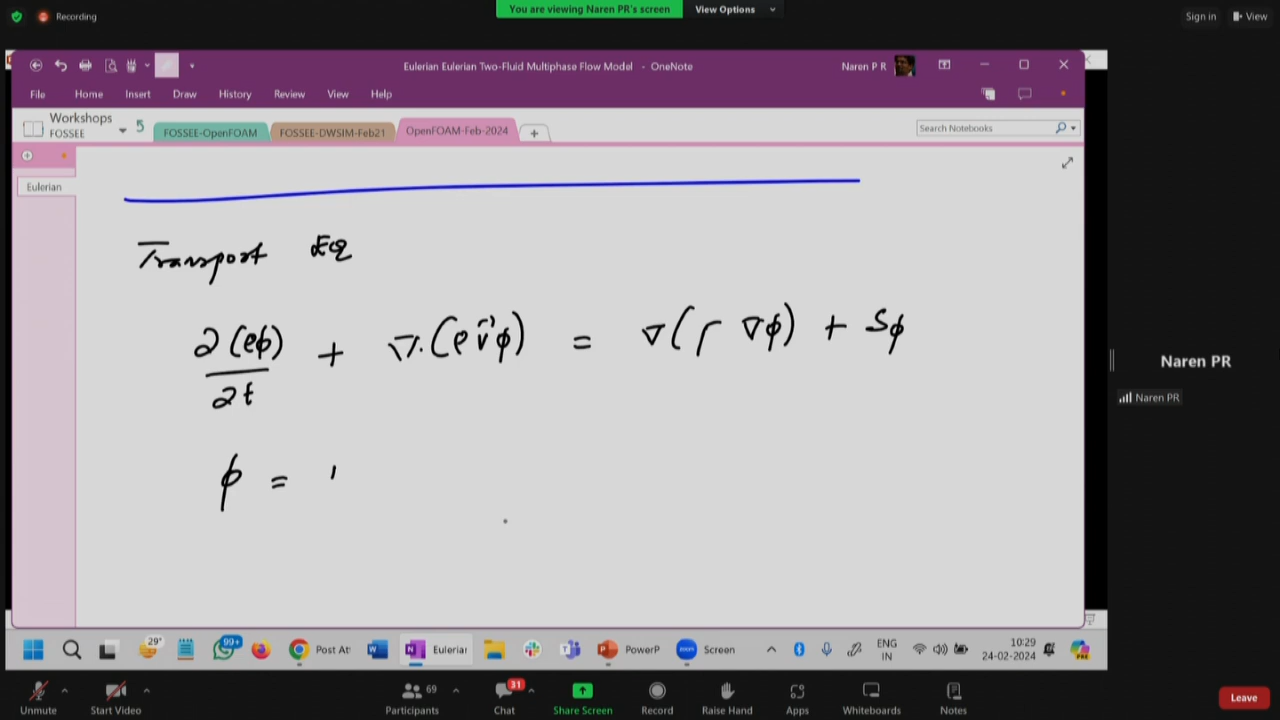 Recording
You are viewing Naren PR's screen
View Options
Sign in
View
Eulerian Eulerian Two-Fluid Multiphase Flow Model - OneNote
Naren P R
File
Home
Insert
Draw
History
Review
View
Help
Workshops
FOSSEE
FOSSEE-OpenFOAM
FOSSEE-DWSIM-Feb21
OpenFOAM-Feb-2024
Search Notebooks
Eulerian
Transport Eq
∂(ρϕ)/∂t + ∇·(ρv⃗ϕ) = ∇(Γ ∇ϕ) + Sϕ
ϕ =
Naren PR
Naren PR
29°
99+
Post At
Eulerian
PowerP
Screen
ENG
IN
10:29
24-02-2024
Unmute
Start Video
69
Participants
31
Chat
Share Screen
Record
Raise Hand
Apps
Whiteboards
Notes
Leave